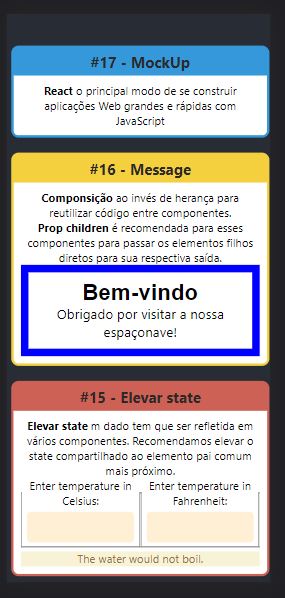 #17 - MockUp
React o principal modo de se construir
aplicações Web grandes e rápidas com
JavaScript
#16 - Message
Componsição ao invés de herança para
reutilizar código entre componentes.
Prop children é recomendada para esses
componentes para passar os elementos filhos
diretos para sua respectiva saída.
Bem-vindo
Obrigado por visitar a nossa
espaçonave!
#15 - Elevar state
Elevar state m dado tem que ser refletida em
vários componentes. Recomendamos elevar o
state compartilhado ao elemento pai comum
mais próximo.
Enter temperature in
Celsius:
Enter temperature in
Fahrenheit:
The water would not boil.